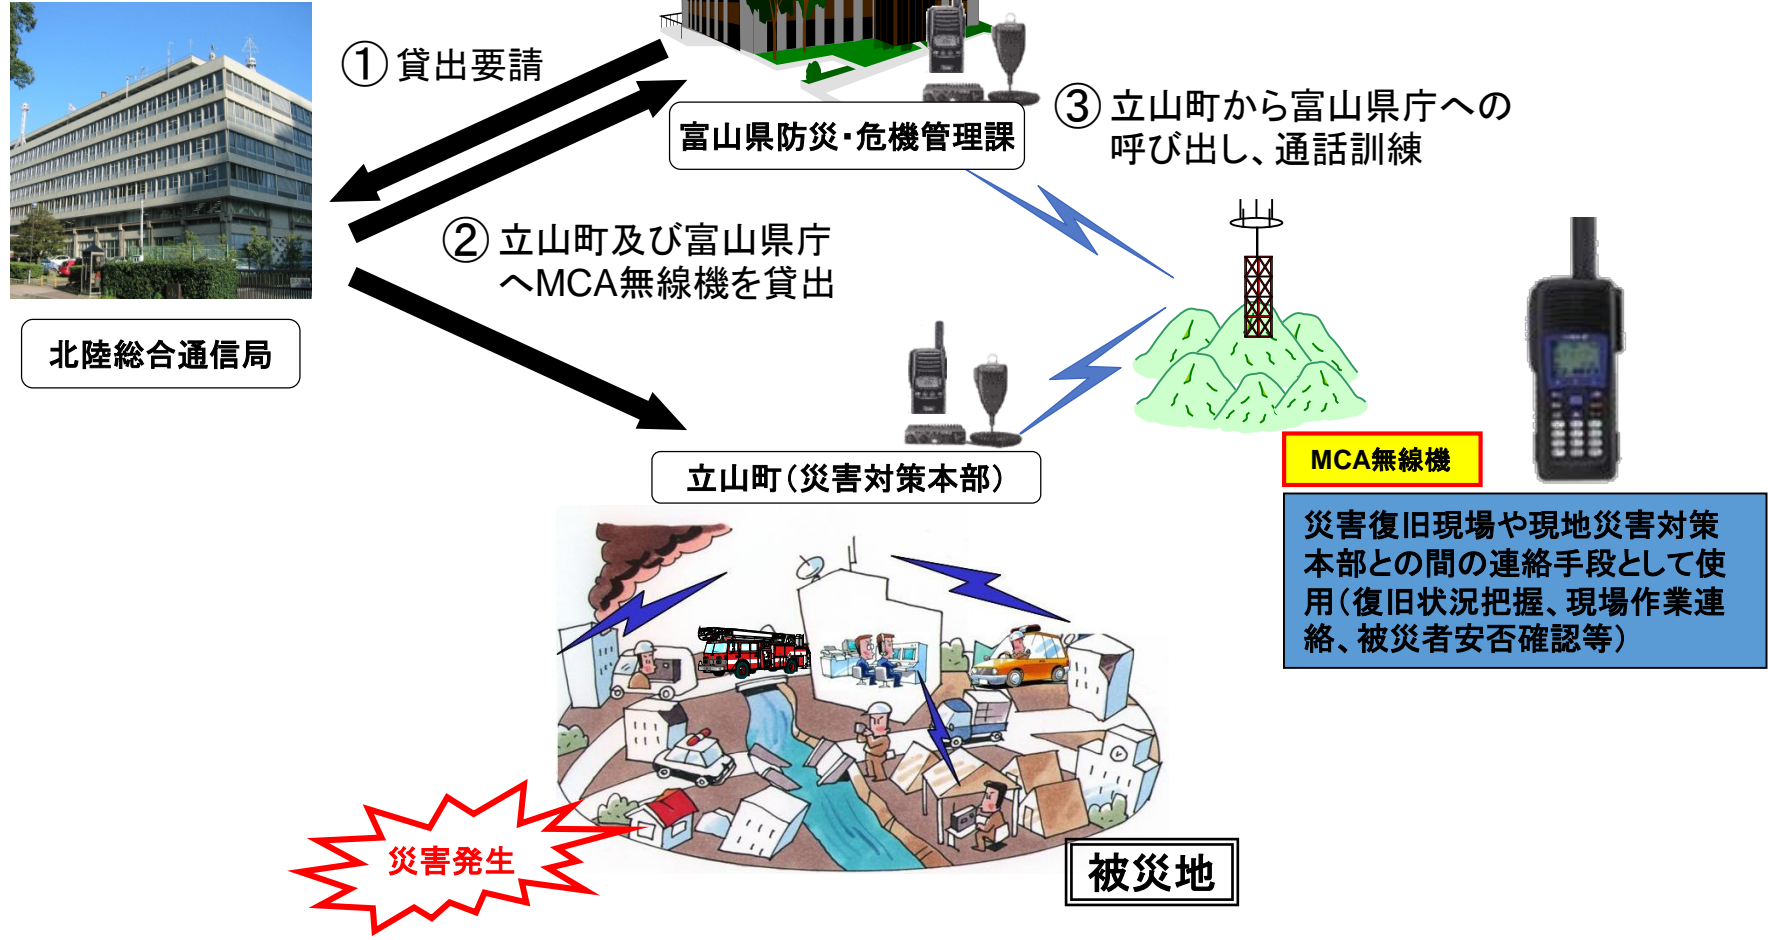 ① 貸出要請
富山県防災・危機管理課
③ 立山町から富山県庁への
呼び出し、通話訓練
② 立山町及び富山県庁
へMCA無線機を貸出
北陸総合通信局
立山町（災害対策本部）
MCA無線機
災害復旧現場や現地災害対策
本部との間の連絡手段として使
用（復旧状況把握、現場作業連
絡、被災者安否確認等）
災害発生
被災地